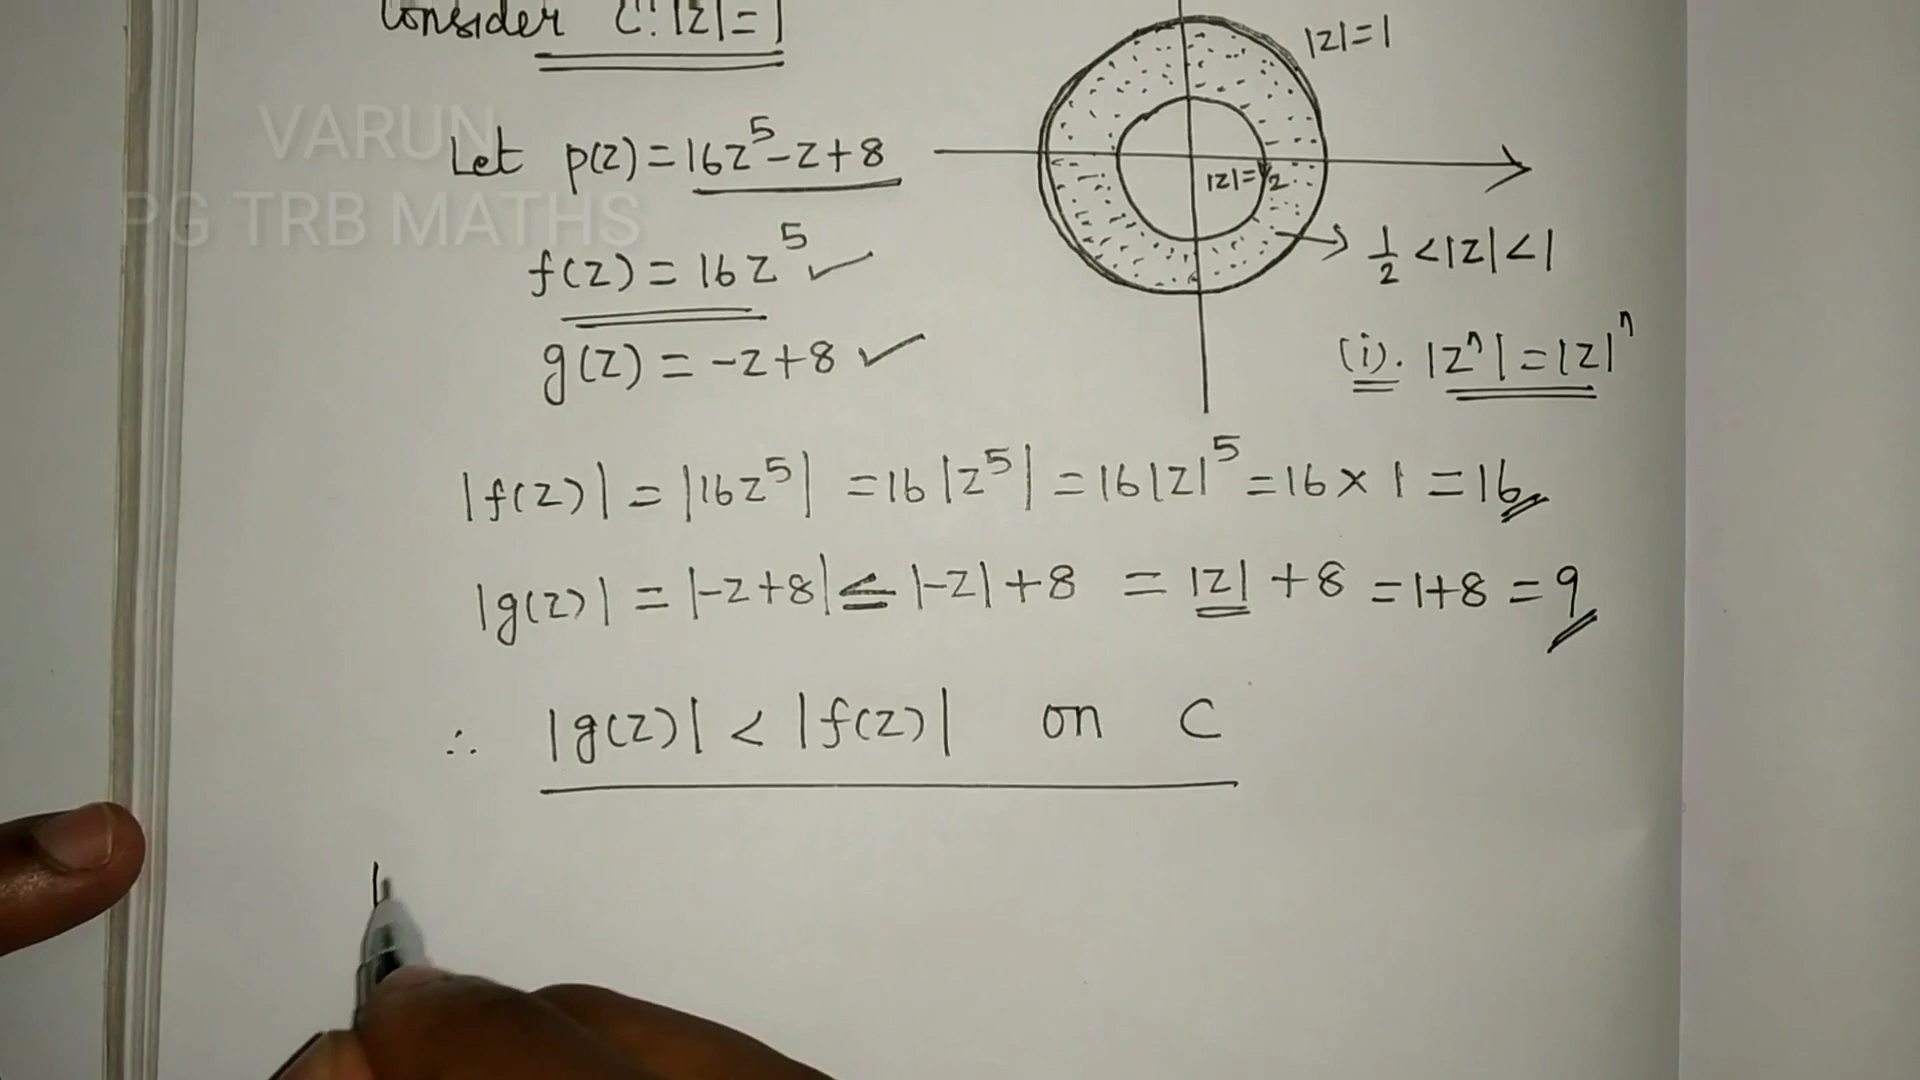 Consider C: |z|=1
|z|=1
VARUN
Let p(z)=16z⁵-z+8
|z|=1/2
PG TRB MATHS
f(z)=16z⁵ ✓
1/2 <|z|<1
g(z)=-z+8 ✓
(i). |zⁿ|=|z|ⁿ
|f(z)|=|16z⁵| =16|z⁵| =16|z|⁵ =16×1 =16
|g(z)| = |-z+8| ≤ |-z|+8 = |z|+8 =1+8 =9
∴ |g(z)| < |f(z)| on C